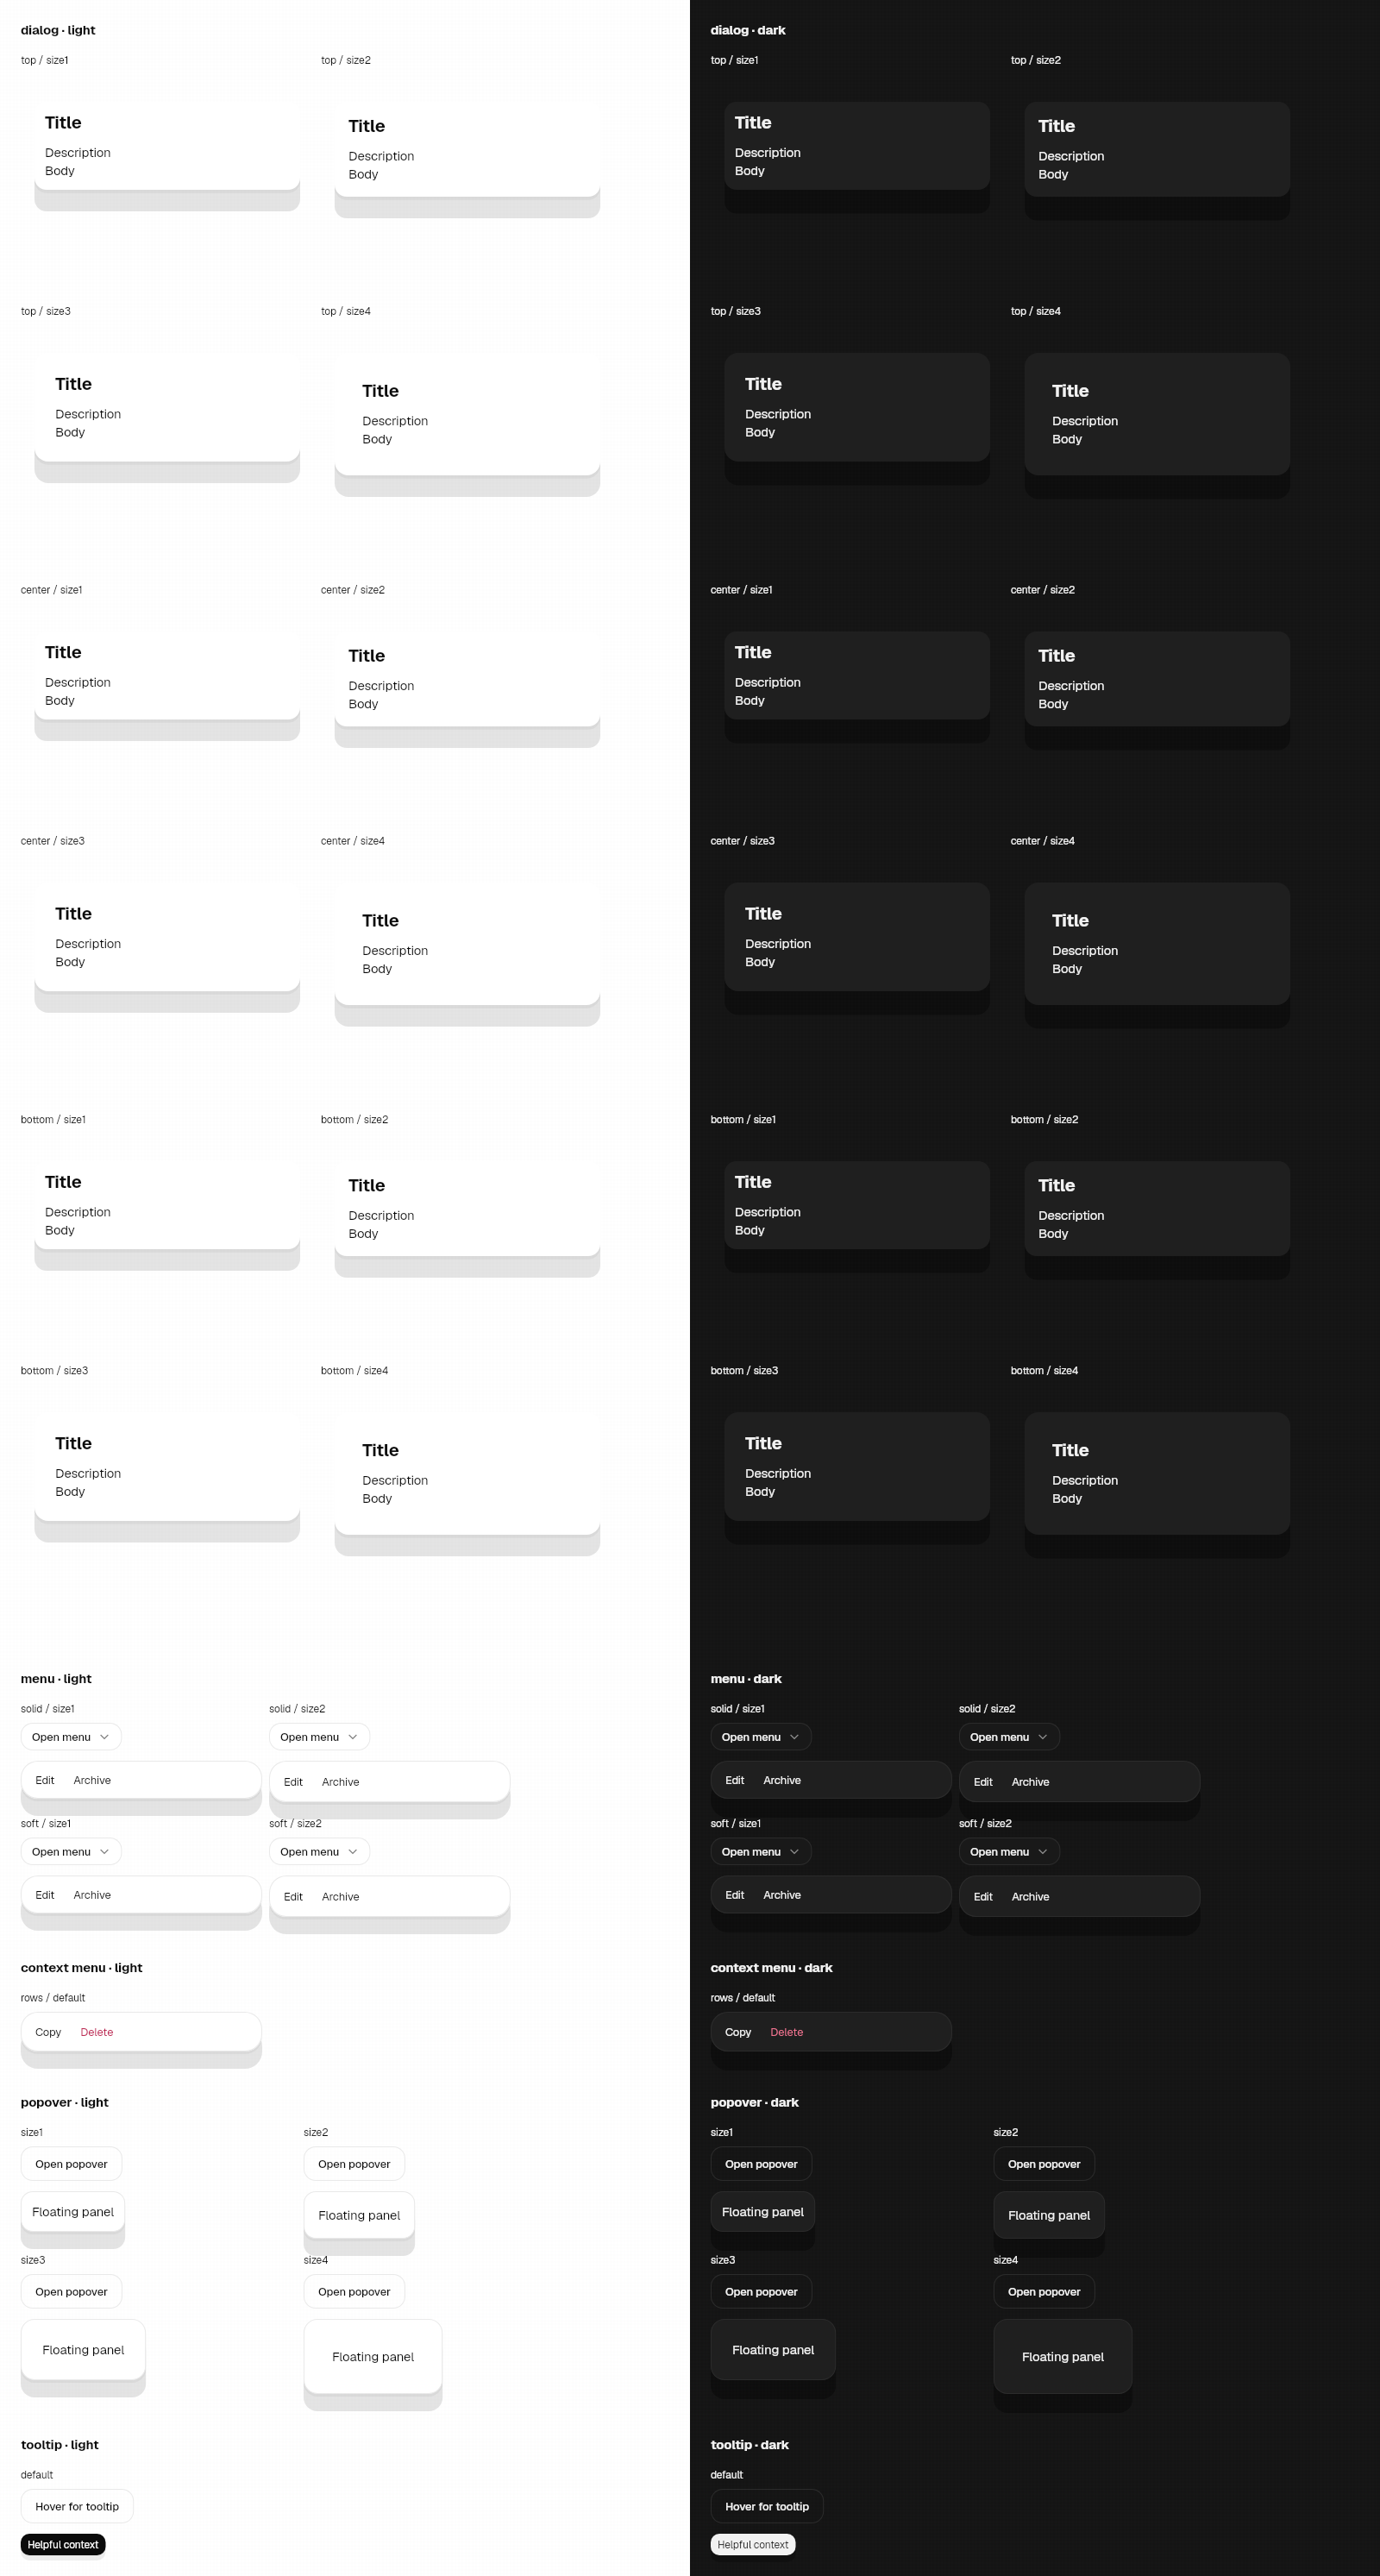 dialog · light
top / size1
top / size2
Title
Description
Body
Title
Description
Body
top / size3
top / size4
Title
Description
Body
Title
Description
Body
center / size1
center / size2
Title
Description
Body
Title
Description
Body
center / size3
center / size4
Title
Description
Body
Title
Description
Body
bottom / size1
bottom / size2
Title
Description
Body
Title
Description
Body
bottom / size3
bottom / size4
Title
Description
Body
Title
Description
Body
menu · light
solid / size1
solid / size2
Open menu
Open menu
Edit Archive
Edit Archive
soft / size1
soft / size2
Open menu
Open menu
Edit Archive
Edit Archive
context menu · light
rows / default
Copy Delete
popover · light
size1
size2
Open popover
Open popover
Floating panel
Floating panel
size3
size4
Open popover
Open popover
Floating panel
Floating panel
tooltip · light
default
Hover for tooltip
Helpful context
dialog · dark
top / size1
top / size2
Title
Description
Body
Title
Description
Body
top / size3
top / size4
Title
Description
Body
Title
Description
Body
center / size1
center / size2
Title
Description
Body
Title
Description
Body
center / size3
center / size4
Title
Description
Body
Title
Description
Body
bottom / size1
bottom / size2
Title
Description
Body
Title
Description
Body
bottom / size3
bottom / size4
Title
Description
Body
Title
Description
Body
menu · dark
solid / size1
solid / size2
Open menu
Open menu
Edit Archive
Edit Archive
soft / size1
soft / size2
Open menu
Open menu
Edit Archive
Edit Archive
context menu · dark
rows / default
Copy Delete
popover · dark
size1
size2
Open popover
Open popover
Floating panel
Floating panel
size3
size4
Open popover
Open popover
Floating panel
Floating panel
tooltip · dark
default
Hover for tooltip
Helpful context